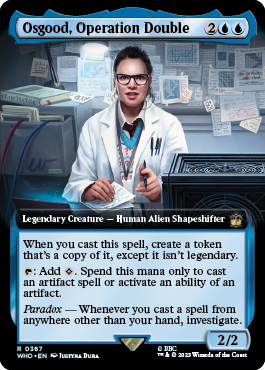 Osgood, Operation Double 2
Legendary Creature — Human Alien Shapeshifter
When you cast this spell, create a token
that's a copy of it, except it isn't legendary.
: Add . Spend this mana only to cast
an artifact spell or activate an ability of an
artifact.
Paradox — Whenever you cast a spell from
anywhere other than your hand, investigate.
2/2
R 0367
WHO • EN Justyna Dura
© BBC
™ & © 2023 Wizards of the Coast